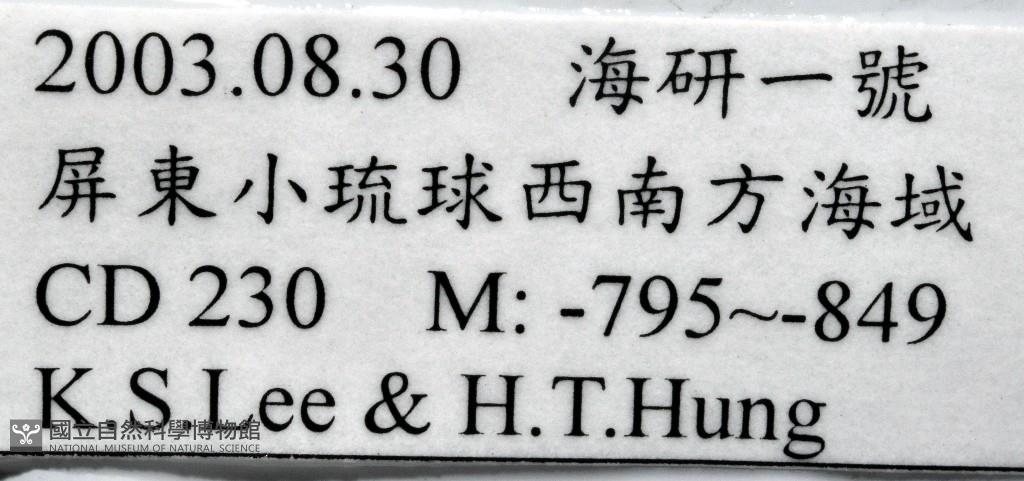 2003.08.30 海研一號
屏東小琉球西南方海域
CD 230 M: -795~-849
K.S.Lee & H.T.Hung
國立自然科學博物館
NATIONAL MUSEUM OF NATURAL SCIENCE